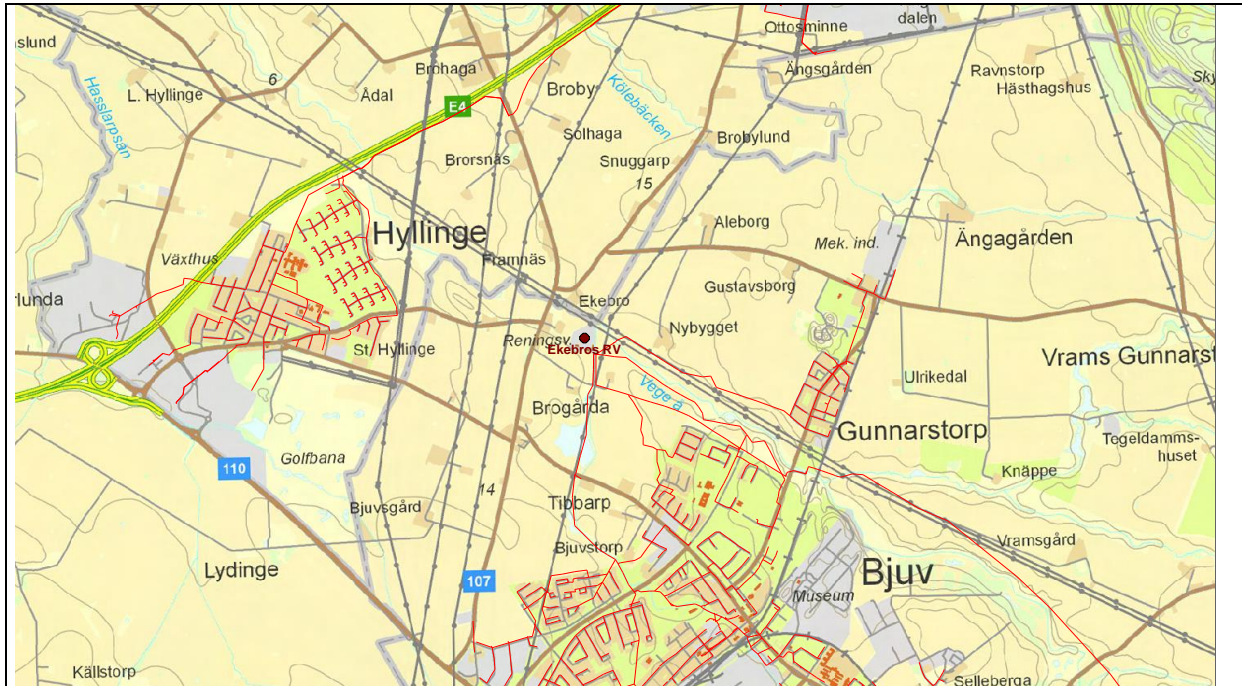 Ottosminne
dalen
slund
Brohaga
Ängsgården
Ravnstorp
Hästhagshus
Sky
6
L. Hyllinge
Ådal
Broby
Kölebäcken
E4
Hasslarpsån
Solhaga
Brobylund
Brorsnäs
Snuggarp
15
Hyllinge
Aleborg
Ängagården
Mek. ind.
Växthus
Framnäs
Gustavsborg
rlunda
Ekebro
Nybygget
Reningsv.
Ekebros RV
St. Hyllinge
Vrams Gunnarst
Ulrikedal
Vege å
Brogårda
Gunnarstorp
Tegeldamms-
huset
Golfbana
110
Knäppe
14
Bjuvsgård
Tibbarp
Vramsgård
Bjuvstorp
Lydinge
107
Bjuv
Museum
Källstorp
Selleberga